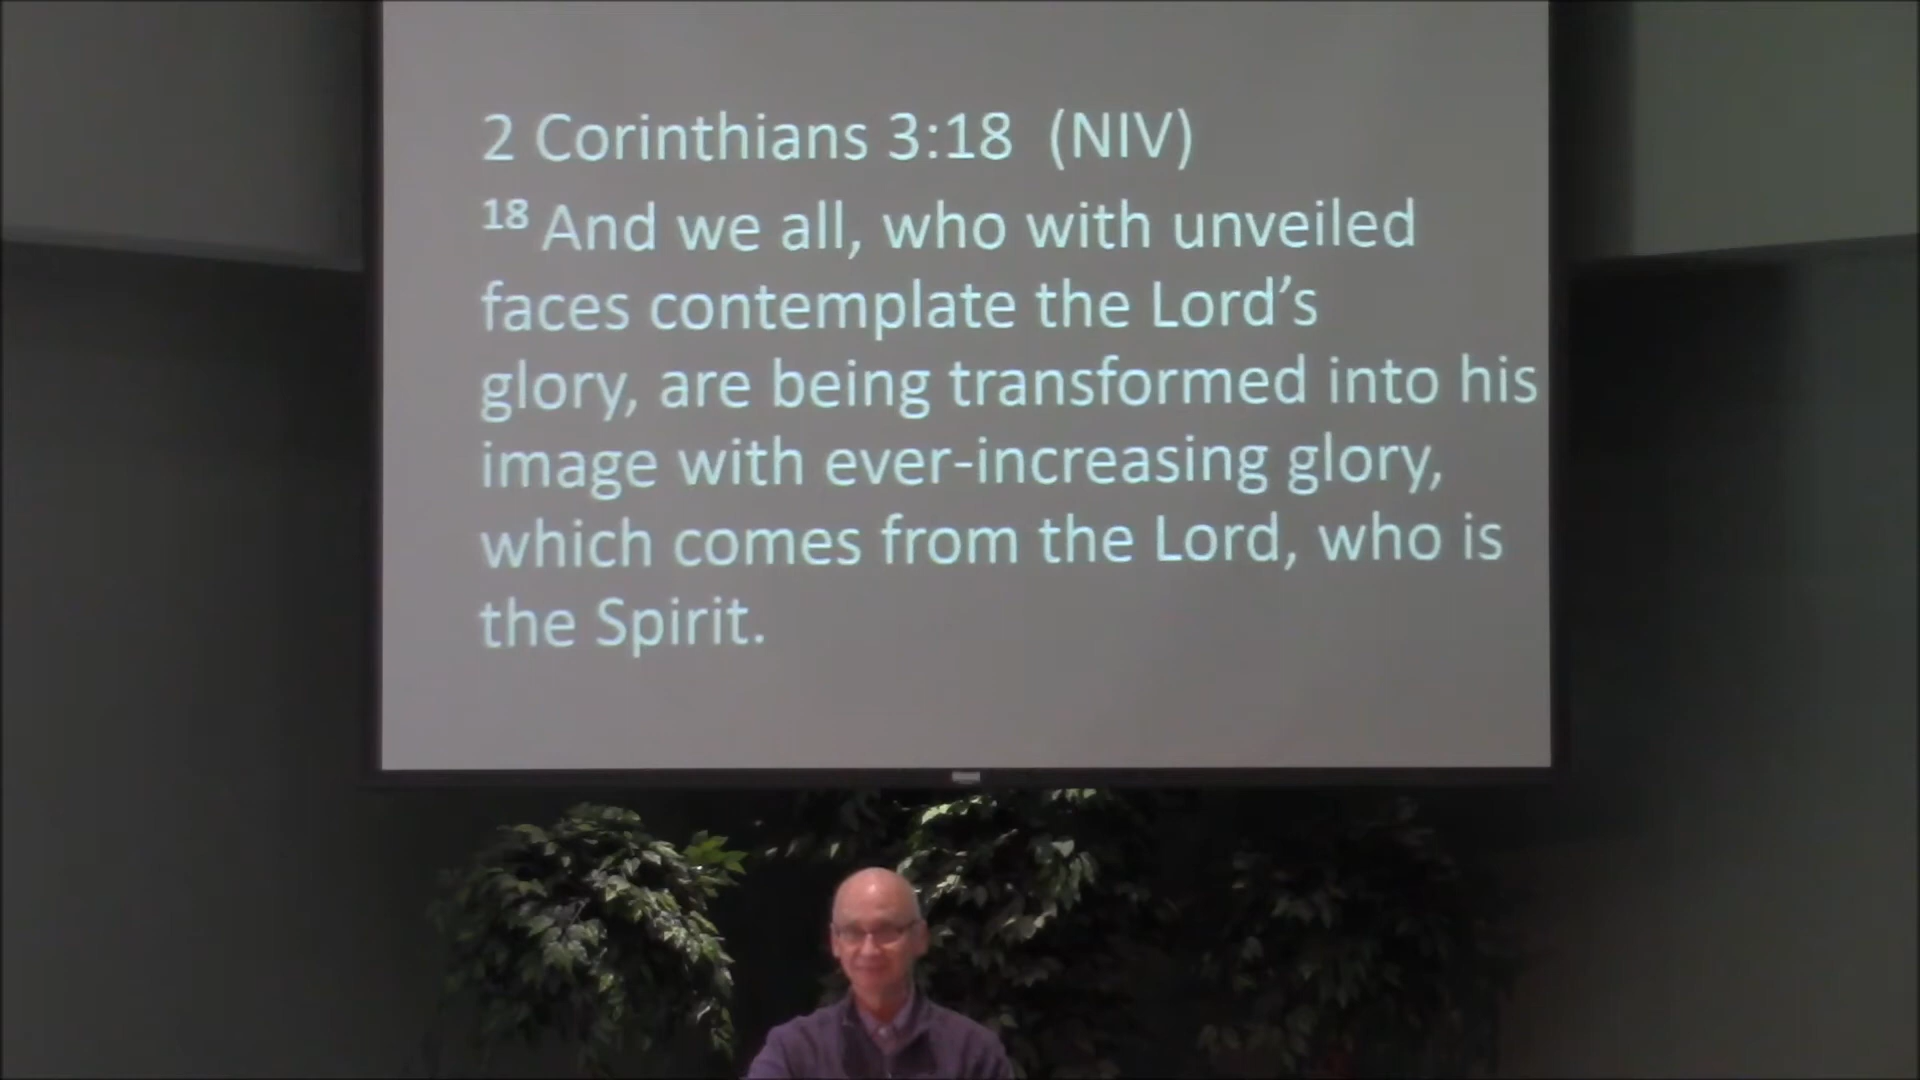 2 Corinthians 3:18 (NIV)
18 And we all, who with unveiled
faces contemplate the Lord’s
glory, are being transformed into his
image with ever-increasing glory,
which comes from the Lord, who is
the Spirit.